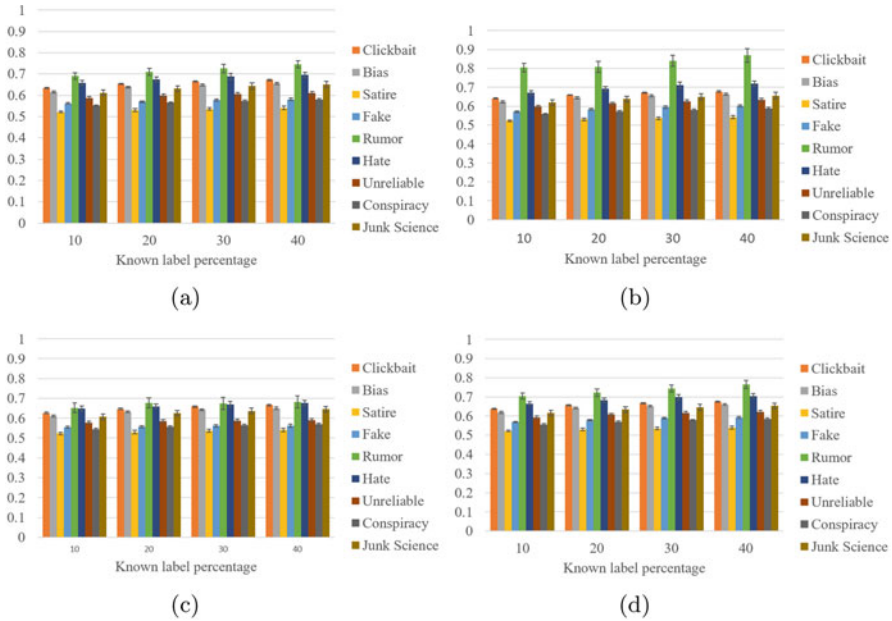 1
0.9
0.8
0.7
0.6
0.5
0.4
0.3
0.2
0.1
0
10 20 30 40
Known label percentage
Clickbait
Bias
Satire
Fake
Rumor
Hate
Unreliable
Conspiracy
Junk Science
(a)
1
0.9
0.8
0.7
0.6
0.5
0.4
0.3
0.2
0.1
0
10 20 30 40
Known label percentage
Clickbait
Bias
Satire
Fake
Rumor
Hate
Unreliable
Conspiracy
Junk Science
(b)
1
0.9
0.8
0.7
0.6
0.5
0.4
0.3
0.2
0.1
0
10 20 30 40
Known label percentage
Clickbait
Bias
Satire
Fake
Rumor
Hate
Unreliable
Conspiracy
Junk Science
(c)
1
0.9
0.8
0.7
0.6
0.5
0.4
0.3
0.2
0.1
0
10 20 30 40
Known label percentage
Clickbait
Bias
Satire
Fake
Rumor
Hate
Unreliable
Conspiracy
Junk Science
(d)